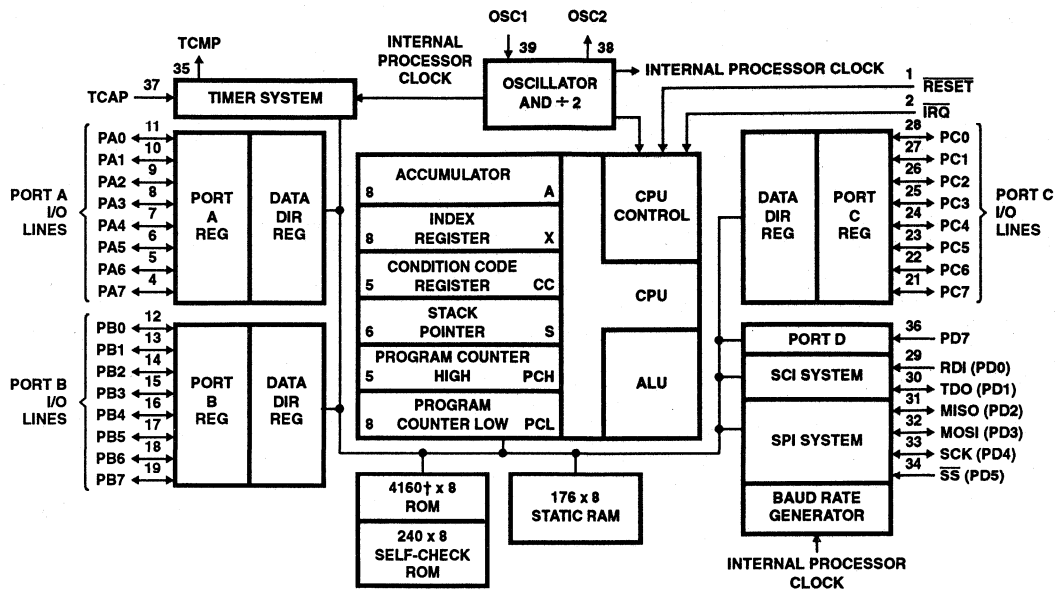 OSC1
OSC2
39
38
TCMP
35
INTERNAL
PROCESSOR
CLOCK
OSCILLATOR
AND ÷ 2
INTERNAL PROCESSOR CLOCK
1
RESET
2
IRQ
37
TCAP
TIMER SYSTEM
PORT A
I/O
LINES
PA0
11
PA1
10
PA2
9
PA3
8
PA4
7
PA5
6
PA6
5
PA7
4
PORT
A
REG
DATA
DIR
REG
ACCUMULATOR
8
A
INDEX
REGISTER
8
X
CONDITION CODE
REGISTER
5
CC
STACK
POINTER
6
S
PROGRAM COUNTER
HIGH
5
PCH
PROGRAM
COUNTER LOW
8
PCL
CPU
CONTROL
CPU
ALU
DATA
DIR
REG
PORT
C
REG
28
PC0
27
PC1
26
PC2
25
PC3
24
PC4
23
PC5
22
PC6
21
PC7
PORT C
I/O
LINES
PORT B
I/O
LINES
PB0
12
PB1
13
PB2
14
PB3
15
PB4
16
PB5
17
PB6
18
PB7
19
PORT
B
REG
DATA
DIR
REG
PORT D
SCI SYSTEM
SPI SYSTEM
BAUD RATE
GENERATOR
36
PD7
29
RDI (PD0)
30
TDO (PD1)
31
MISO (PD2)
32
MOSI (PD3)
33
SCK (PD4)
34
SS (PD5)
4160† x 8
ROM
240 x 8
SELF-CHECK
ROM
176 x 8
STATIC RAM
INTERNAL PROCESSOR
CLOCK